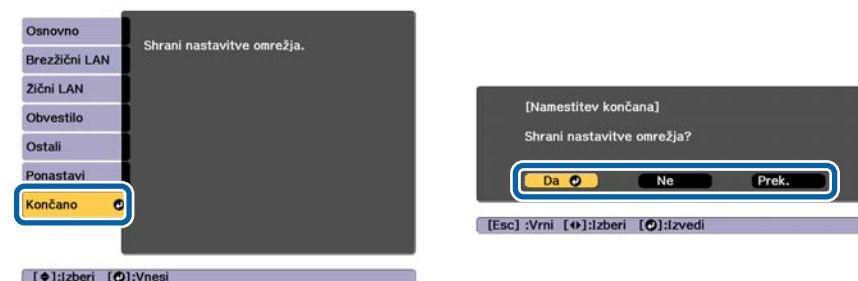 Osnovno
Brezžični LAN
Žični LAN
Obvestilo
Ostali
Ponastavi
Končano
Shrani nastavitve omrežja.
[ ]:Izberi [ ]:Vnesi
[Namestitev končana]
Shrani nastavitve omrežja?
Da Ne Prek.
[Esc] :Vrni [ ]:Izberi [ ]:Izvedi